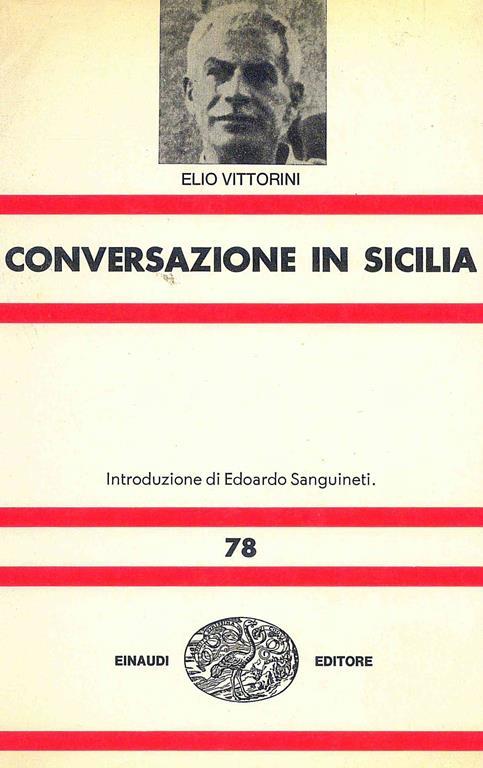 ELIO VITTORINI
CONVERSAZIONE IN SICILIA
Introduzione di Edoardo Sanguineti.
78
EINAUDI EDITORE